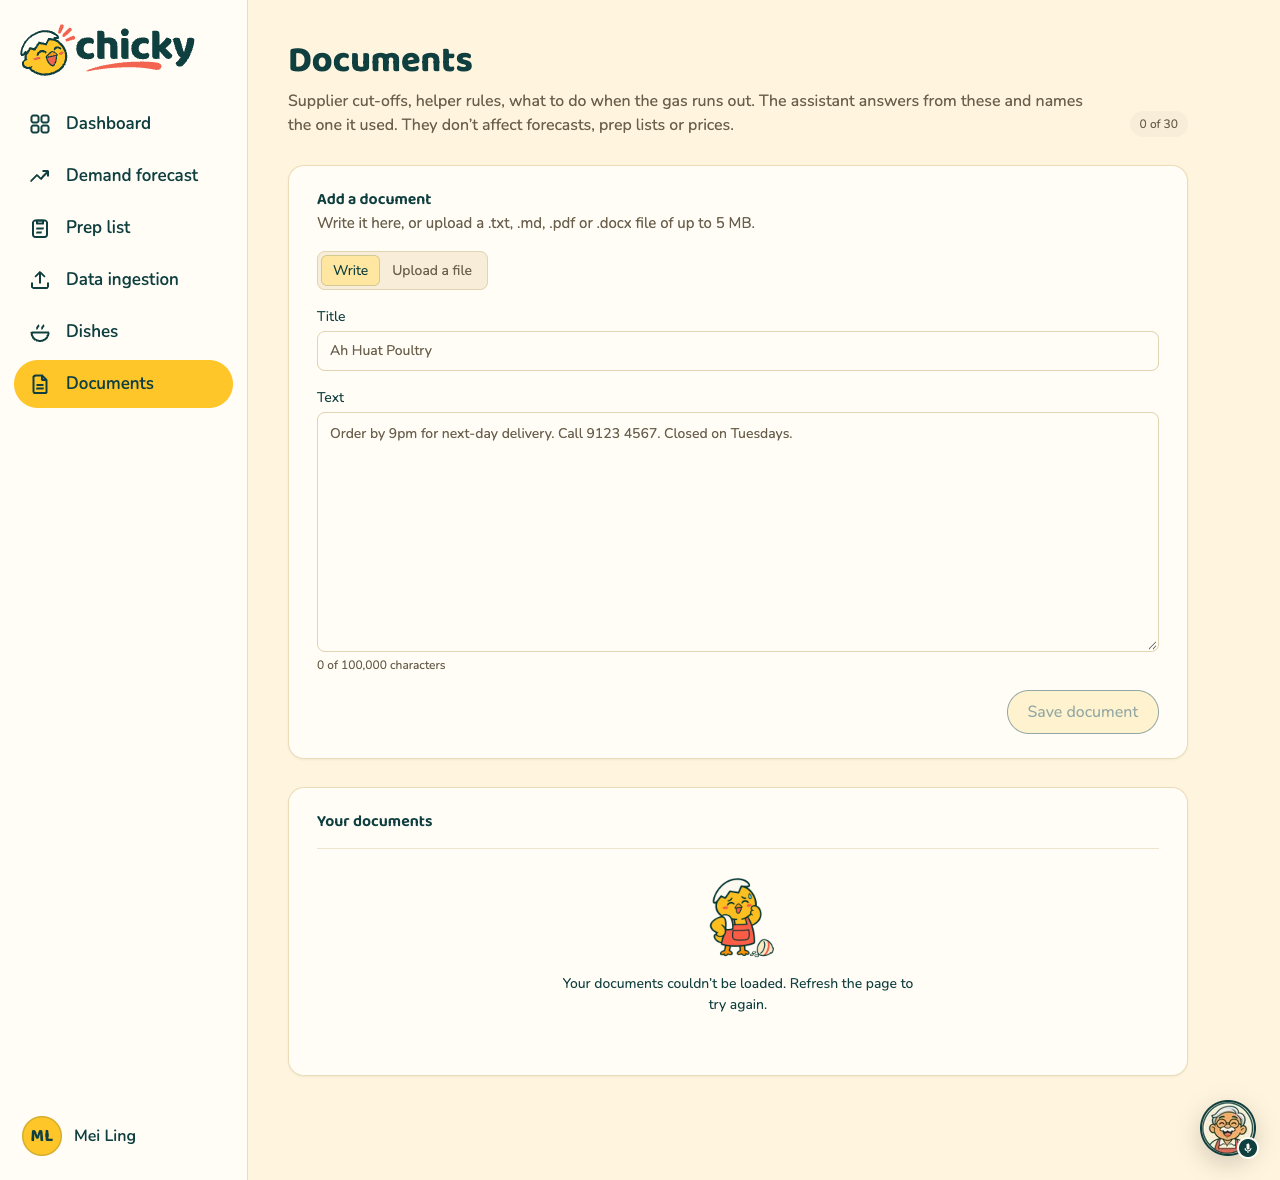 chicky
Dashboard
Demand forecast
Prep list
Data ingestion
Dishes
Documents
ML
Mei Ling
Documents
Supplier cut-offs, helper rules, what to do when the gas runs out. The assistant answers from these and names
the one it used. They don’t affect forecasts, prep lists or prices.
0 of 30
Add a document
Write it here, or upload a .txt, .md, .pdf or .docx file of up to 5 MB.
Write
Upload a file
Title
Ah Huat Poultry
Text
Order by 9pm for next-day delivery. Call 9123 4567. Closed on Tuesdays.
0 of 100,000 characters
Save document
Your documents
Your documents couldn’t be loaded. Refresh the page to
try again.